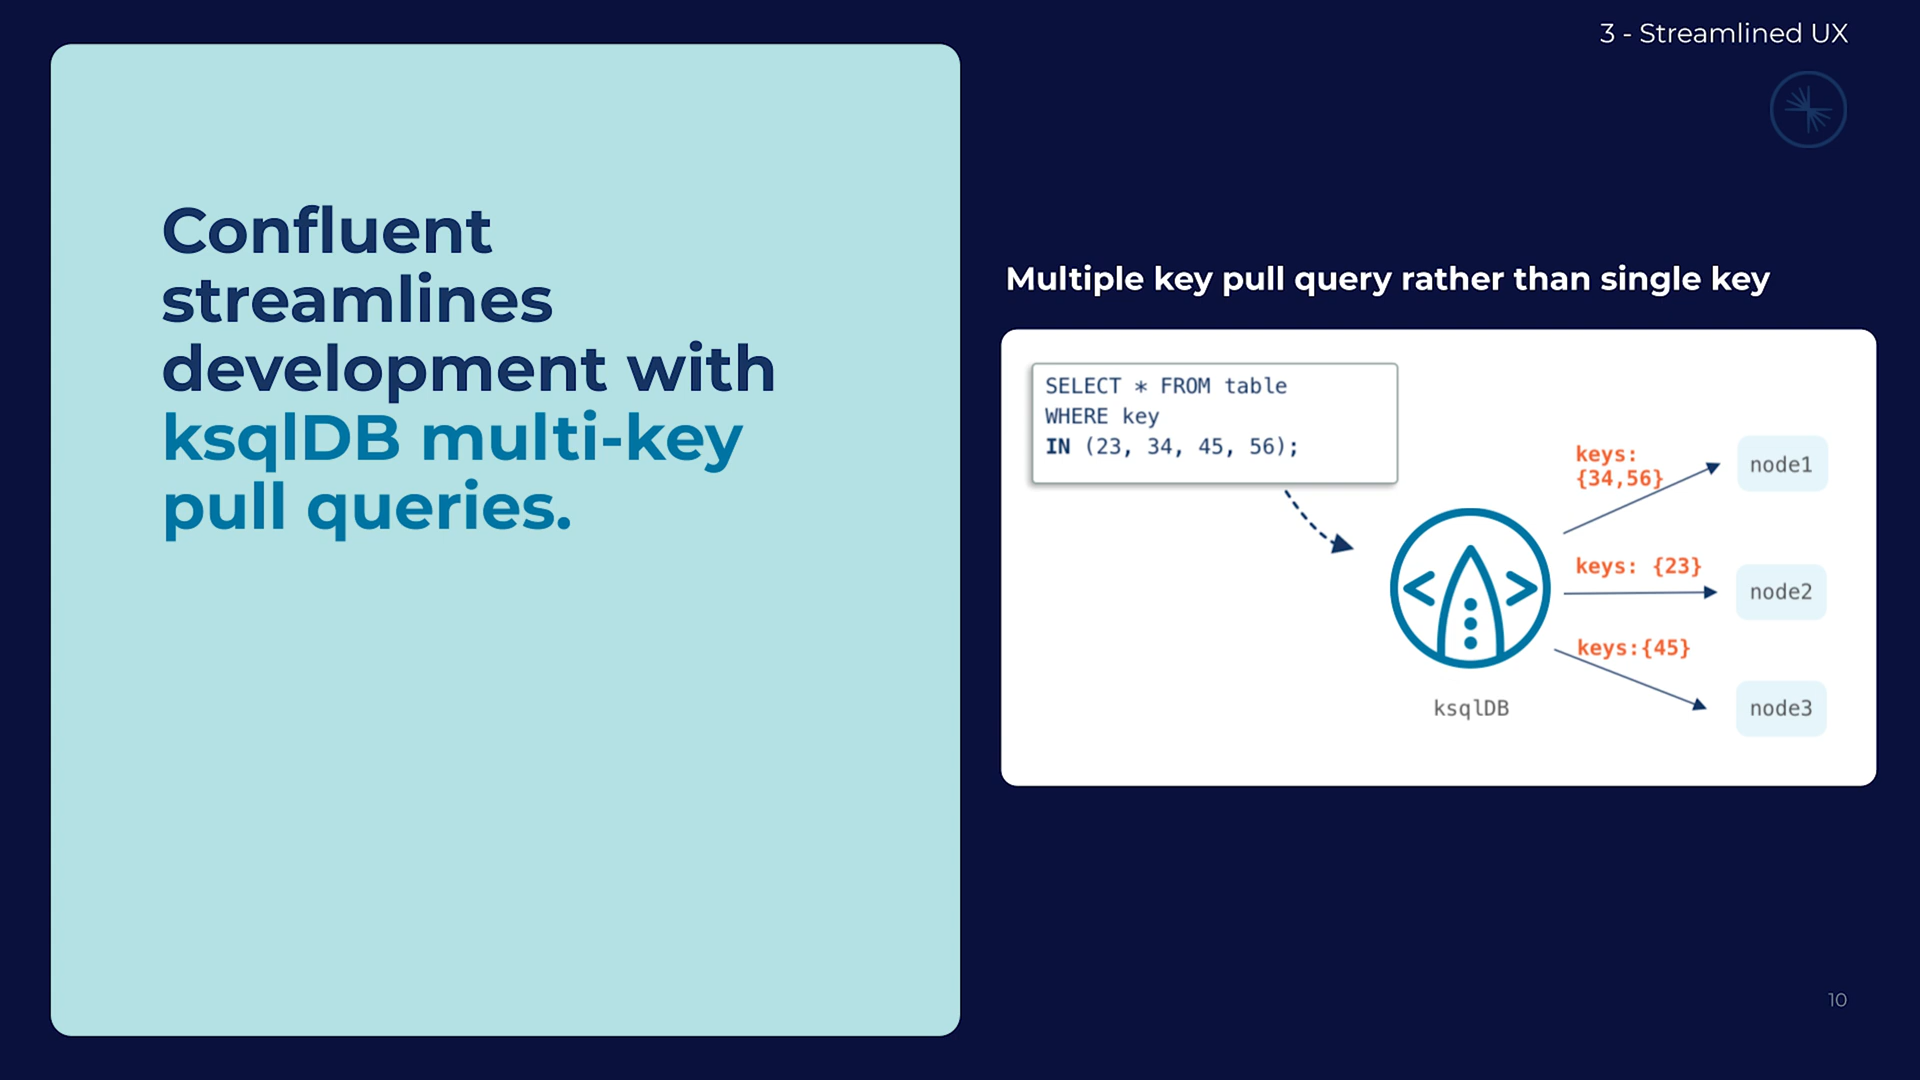 3 - Streamlined UX
Confluent
streamlines
development with
ksqlDB multi-key
pull queries.
Multiple key pull query rather than single key
SELECT * FROM table
WHERE key
IN (23, 34, 45, 56);
keys:
{34,56}
node1
keys: {23}
node2
keys:{45}
node3
ksqlDB
10